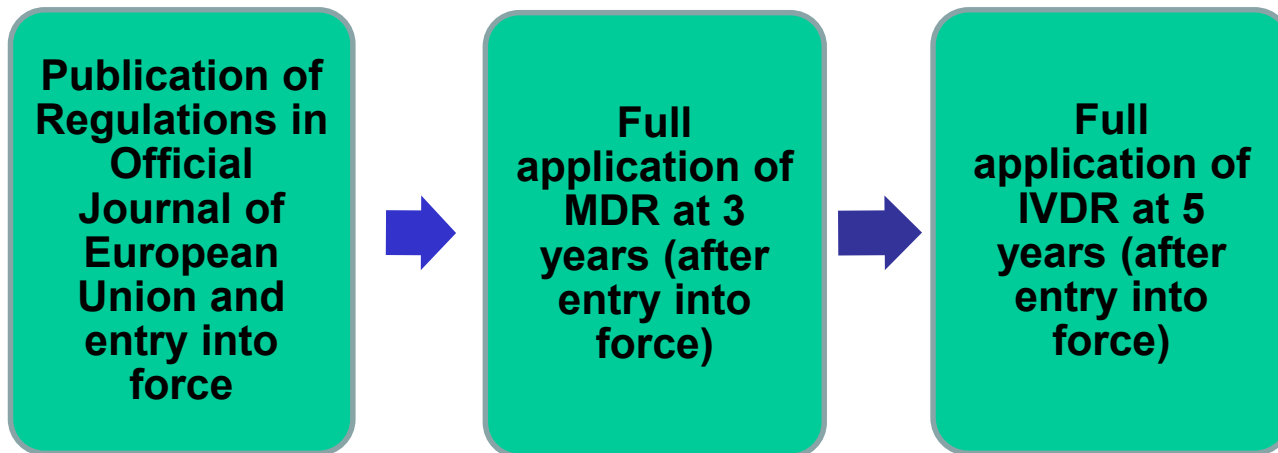 Publication of
Regulations in
Official
Journal of
European
Union and
entry into
force
Full
application of
MDR at 3
years (after
entry into
force)
Full
application of
IVDR at 5
years (after
entry into
force)